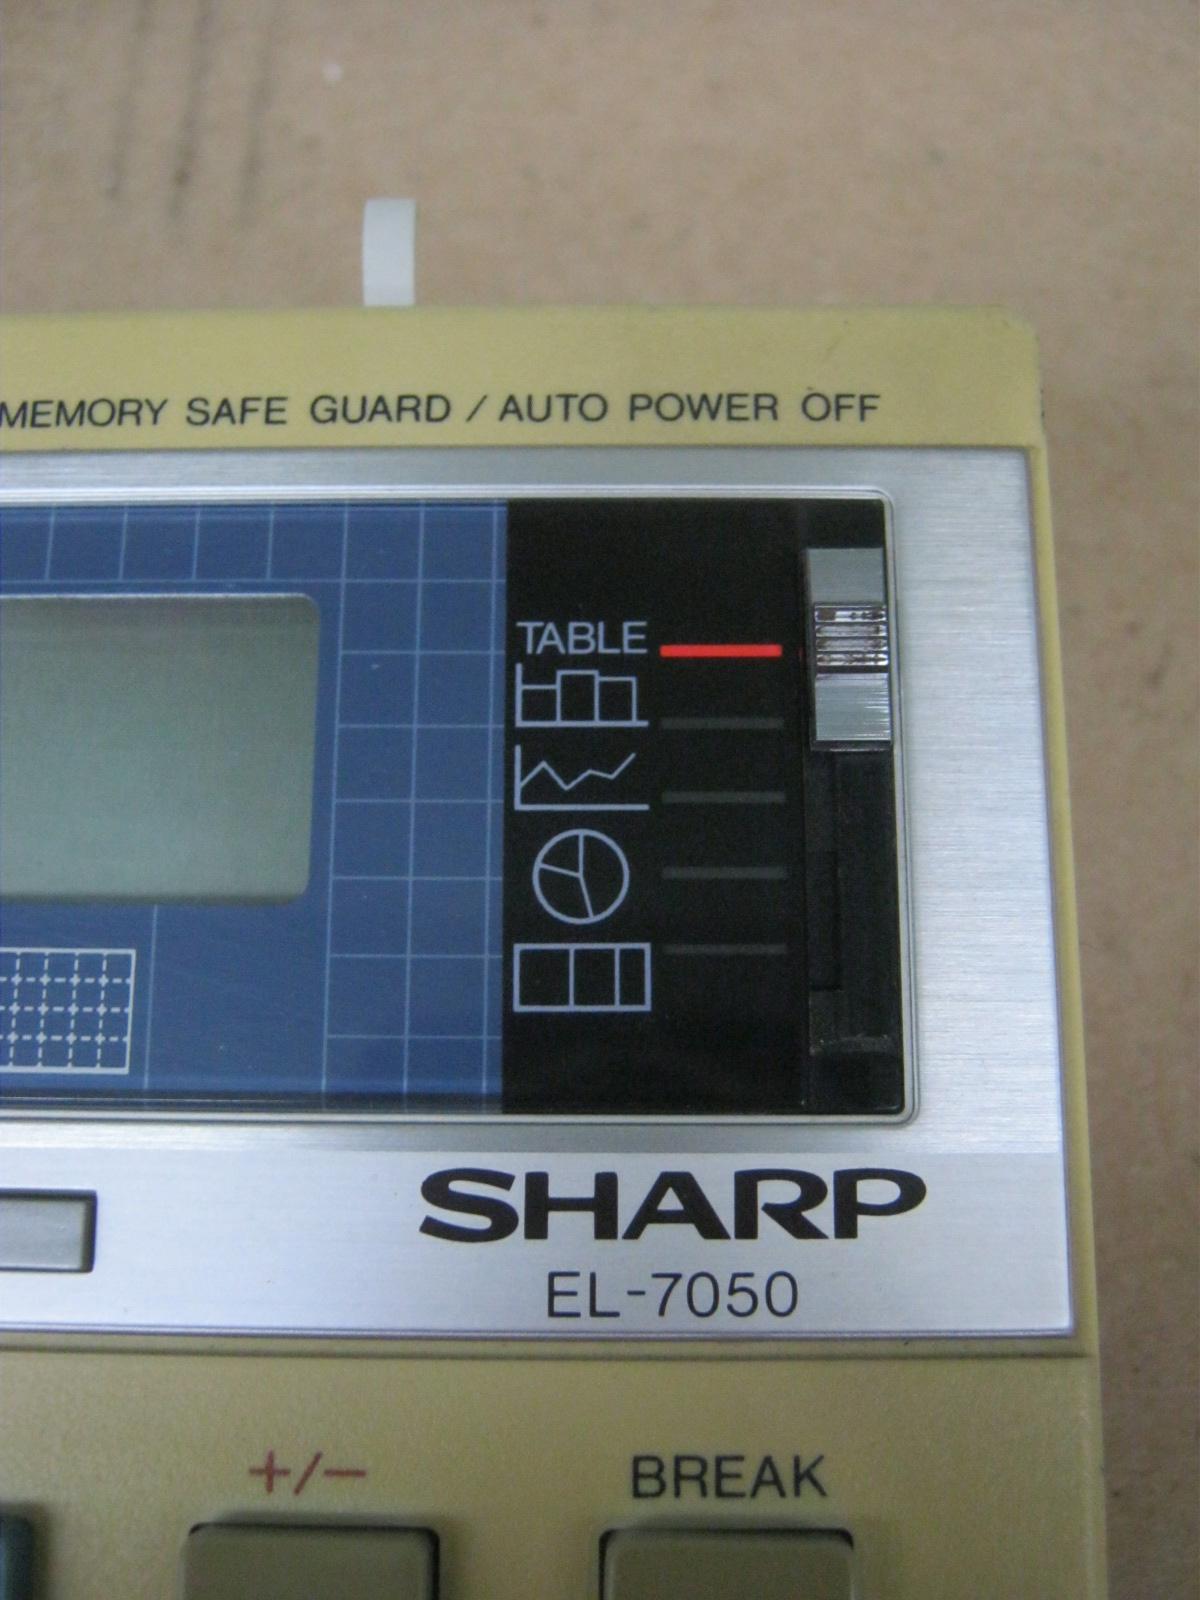 MEMORY SAFE GUARD / AUTO POWER OFF
TABLE
SHARP
EL-7050
+/−
BREAK